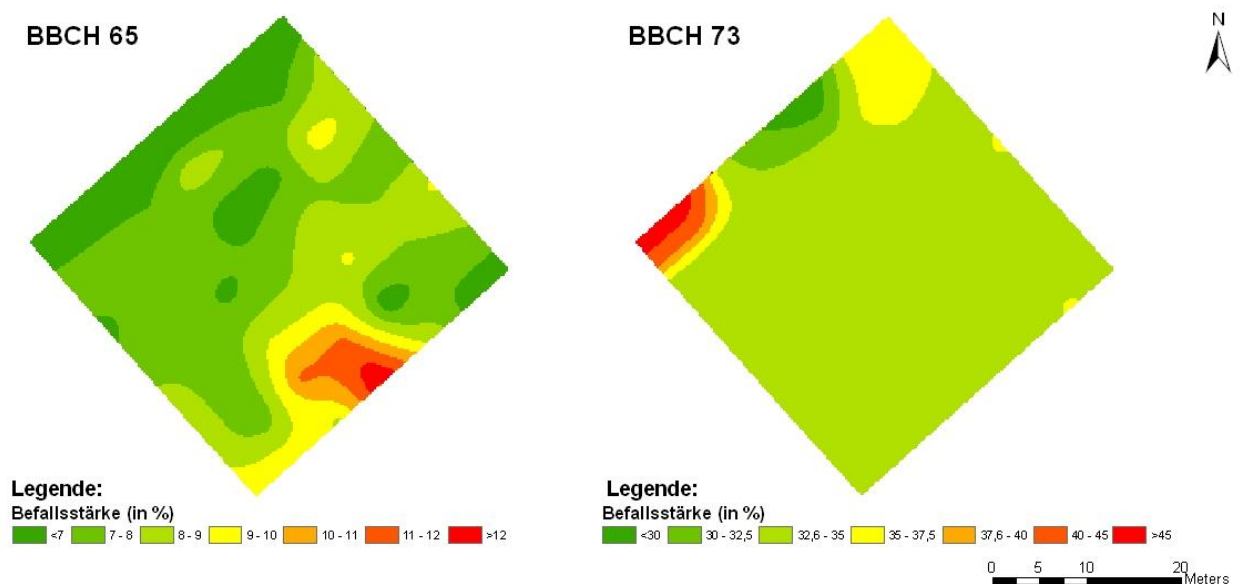 BBCH 65
BBCH 73
N
Legende:
Befallsstärke (in %)
<7 7 - 8 8 - 9 9 - 10 10 - 11 11 - 12 >12
Legende:
Befallsstärke (in %)
<30 30 - 32,5 32,6 - 35 35 - 37,5 37,6 - 40 40 - 45 >45
0 5 10 20
Meters